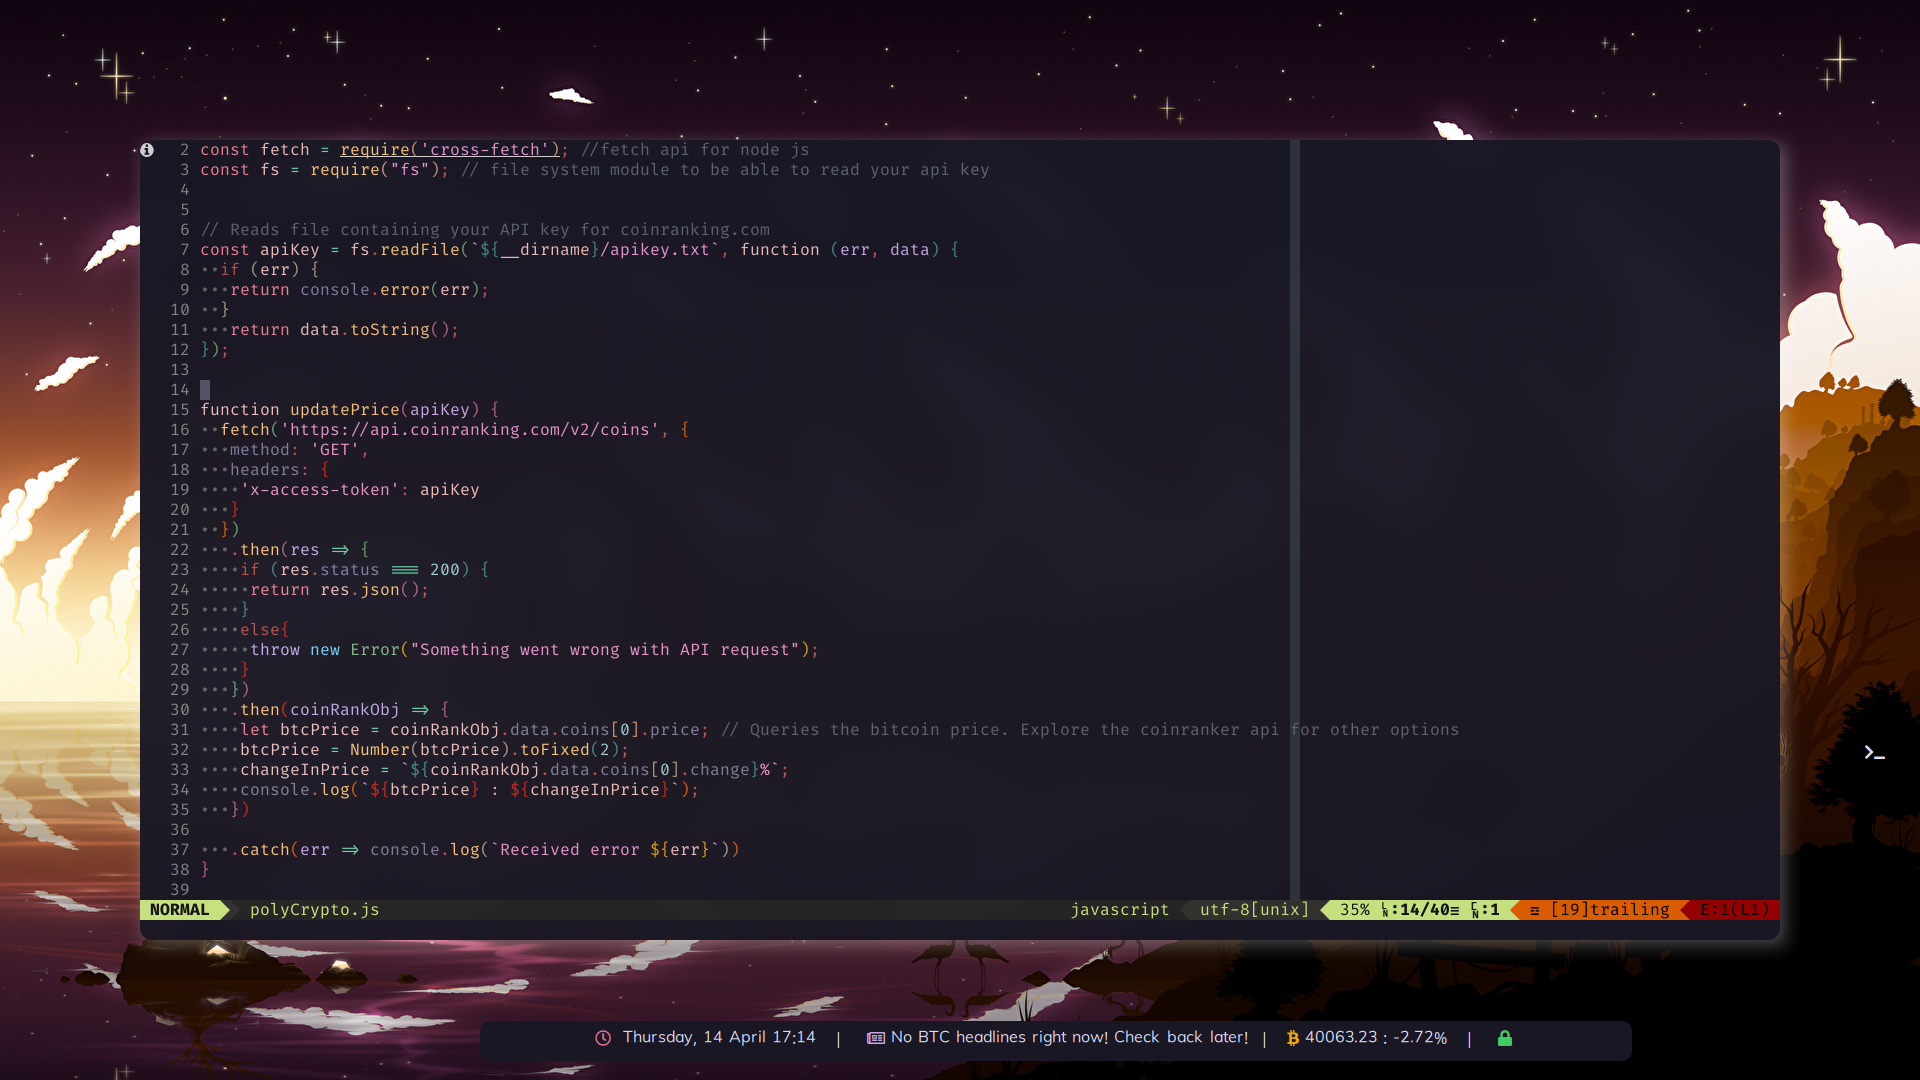 2 const fetch = require('cross-fetch'); //fetch api for node js
3 const fs = require("fs"); // file system module to be able to read your api key
4
5
6 // Reads file containing your API key for coinranking.com
7 const apiKey = fs.readFile(`${__dirname}/apikey.txt`, function (err, data) {
8 ··if (err) {
9 ···return console.error(err);
10 ··}
11 ···return data.toString();
12 });
13
14
15 function updatePrice(apiKey) {
16 ··fetch('https://api.coinranking.com/v2/coins', {
17 ···method: 'GET',
18 ···headers: {
19 ····'x-access-token': apiKey
20 ···}
21 ··})
22 ···.then(res => {
23 ····if (res.status === 200) {
24 ·····return res.json();
25 ····}
26 ····else{
27 ·····throw new Error("Something went wrong with API request");
28 ····}
29 ···})
30 ···.then(coinRankObj => {
31 ····let btcPrice = coinRankObj.data.coins[0].price; // Queries the bitcoin price. Explore the coinranker api for other options
32 ····btcPrice = Number(btcPrice).toFixed(2);
33 ····changeInPrice = `${coinRankObj.data.coins[0].change}%`;
34 ····console.log(`${btcPrice} : ${changeInPrice}`);
35 ···})
36
37 ···.catch(err => console.log(`Received error ${err}`))
38 }
39
NORMAL polyCrypto.js javascript utf-8[unix] 35% LN:14/40≡ CN:1 ☲ [19]trailing E:1(L1)
Thursday, 14 April 17:14 | No BTC headlines right now! Check back later! | ₿ 40063.23 : -2.72% |